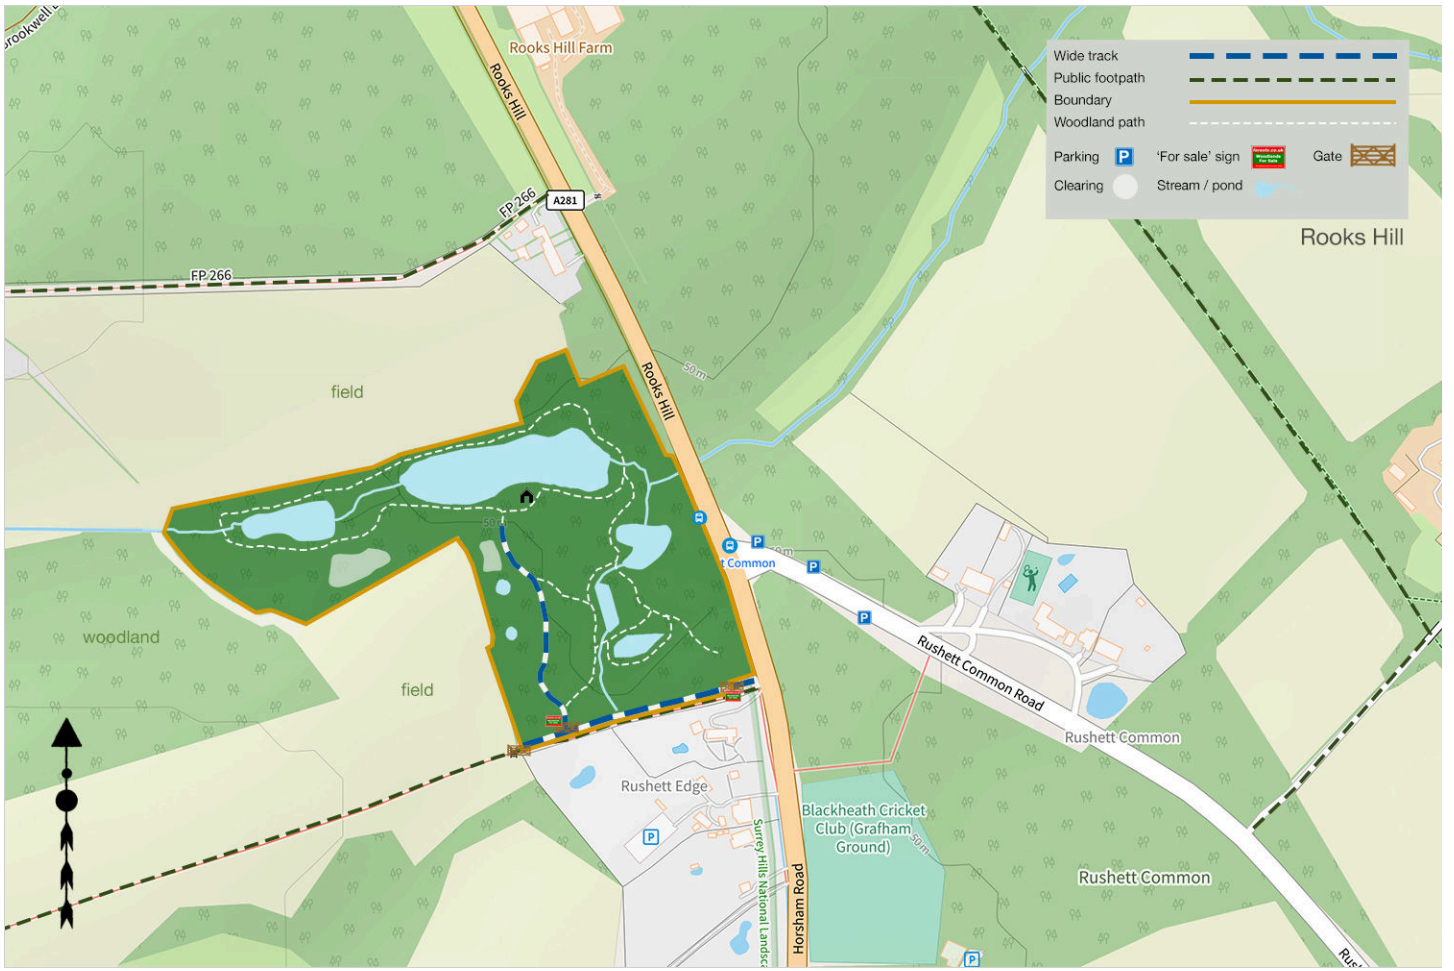 Rooks Hill Farm
Rooks Hill
Wide track
Public footpath
Boundary
Woodland path
Parking
P
'For sale' sign
Gate
Clearing
Stream / pond
Rooks Hill
FP 266
A281
FP 266
50 m
field
Rooks Hill
50 m
P
t Common
P
P
woodland
field
Rushett Common Road
Rushett Common
Rushett Edge
P
Blackheath Cricket
Club (Grafham
Ground)
50 m
Surrey Hills National Landsca
Horsham Road
Rushett Common
P